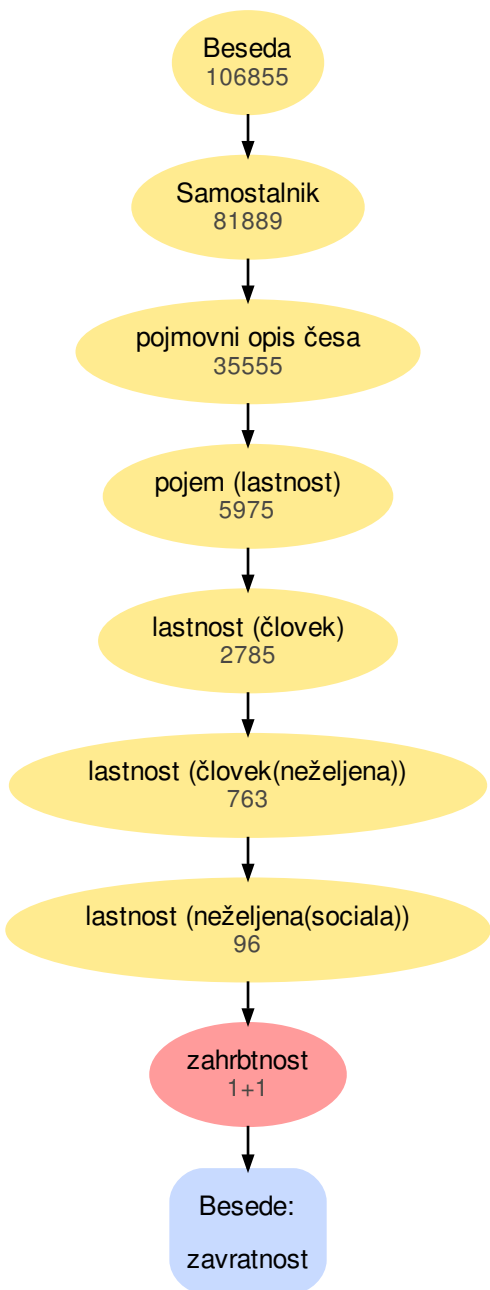 Beseda
106855
Samostalnik
81889
pojmovni opis česa
35555
pojem (lastnost)
5975
lastnost (človek)
2785
lastnost (človek(neželjena))
763
lastnost (neželjena(sociala))
96
zahrbtnost
1+1
Besede:
zavratnost